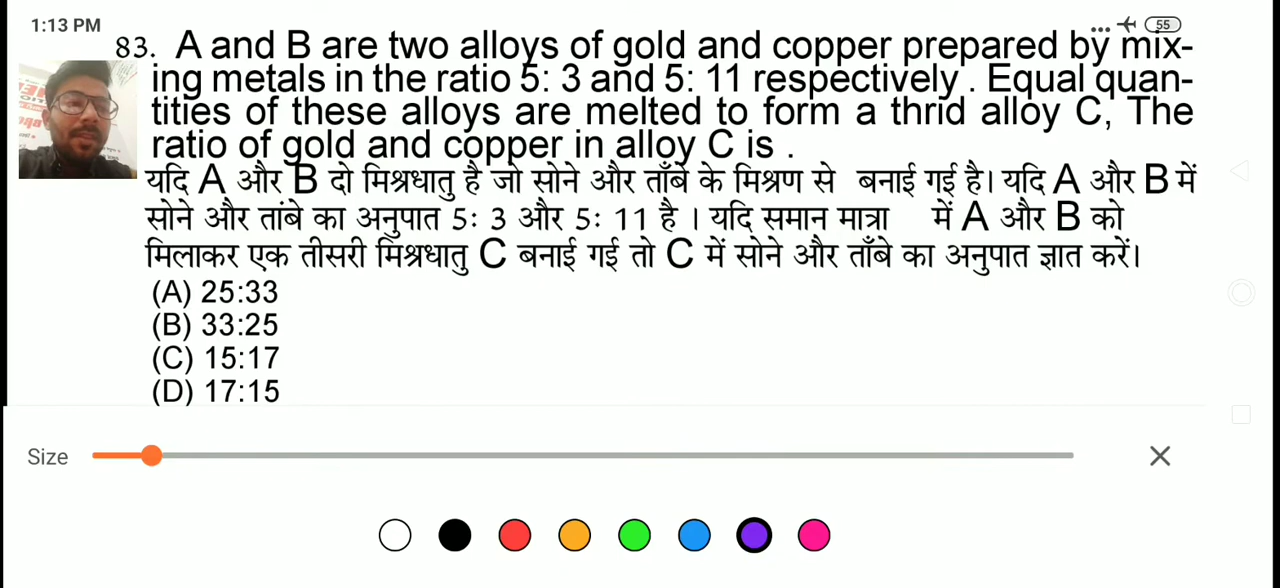 1:13 PM
55
83. A and B are two alloys of gold and copper prepared by mix-
ing metals in the ratio 5: 3 and 5: 11 respectively . Equal quan-
tities of these alloys are melted to form a thrid alloy C, The
ratio of gold and copper in alloy C is .
यदि A और B दो मिश्रधातु है जो सोने और ताँबे के मिश्रण से बनाई गई है। यदि A और B में
सोने और तांबे का अनुपात 5: 3 और 5: 11 है । यदि समान मात्रा में A और B को
मिलाकर एक तीसरी मिश्रधातु C बनाई गई तो C में सोने और ताँबे का अनुपात ज्ञात करें।
(A) 25:33
(B) 33:25
(C) 15:17
(D) 17:15
Size